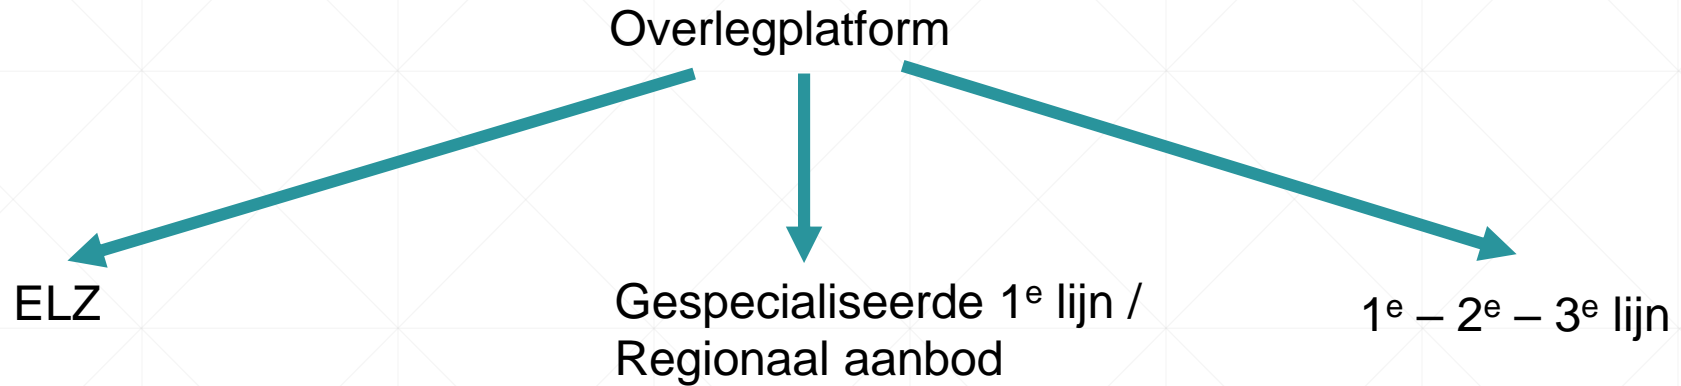 Overlegplatform
ELZ
Gespecialiseerde 1ᵉ lijn /
Regionaal aanbod
1ᵉ – 2ᵉ – 3ᵉ lijn